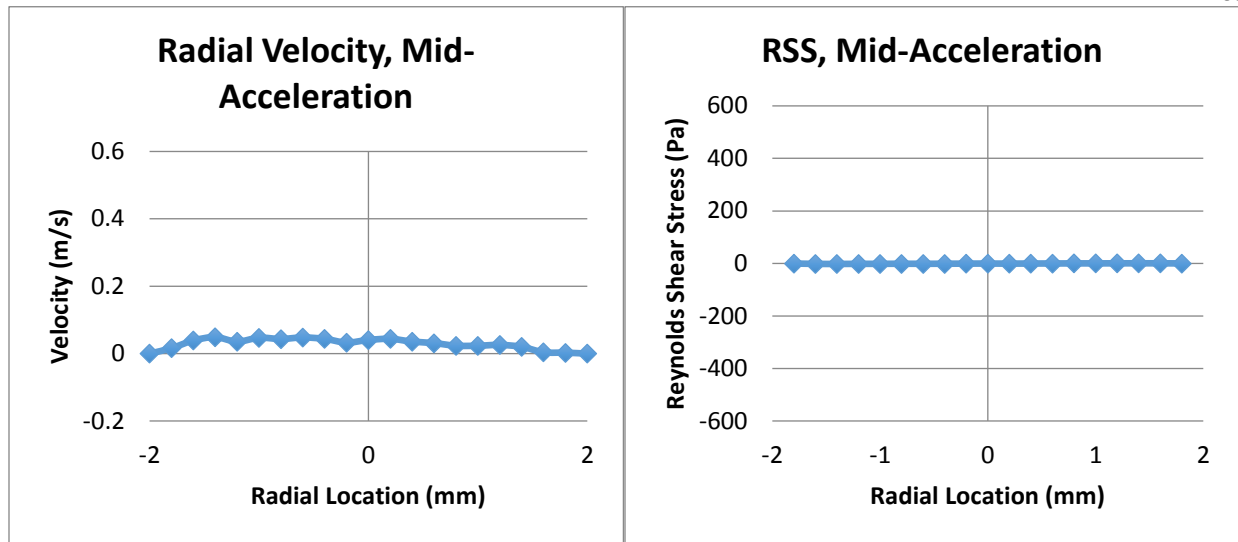 Radial Velocity, Mid-
Acceleration
0.6
0.4
0.2
0
-0.2
-2
0
2
Velocity (m/s)
Radial Location (mm)
RSS, Mid-Acceleration
600
400
200
0
-200
-400
-600
-2
-1
0
1
2
Reynolds Shear Stress (Pa)
Radial Location (mm)